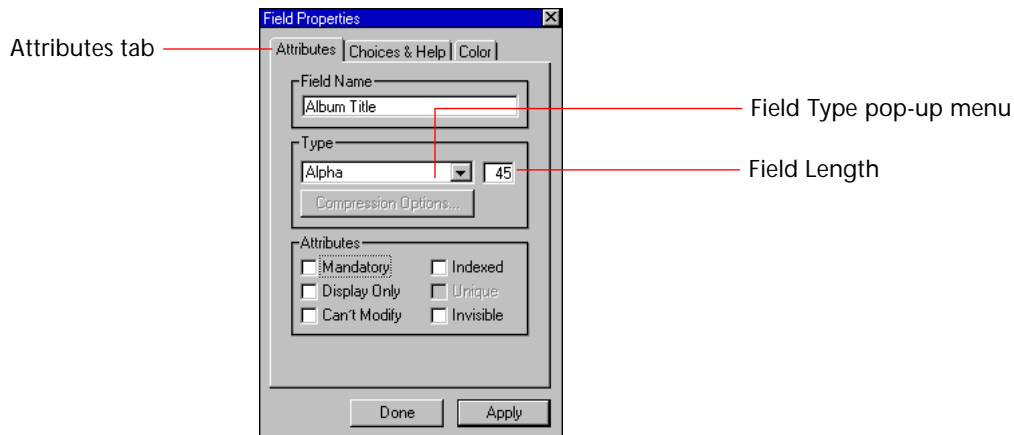 Field Properties
Attributes tab
Attributes Choices & Help Color
Field Name
Album Title
Field Type pop-up menu
Type
Alpha 45
Field Length
Compression Options...
Attributes
Mandatory Indexed
Display Only Unique
Can't Modify Invisible
Done Apply